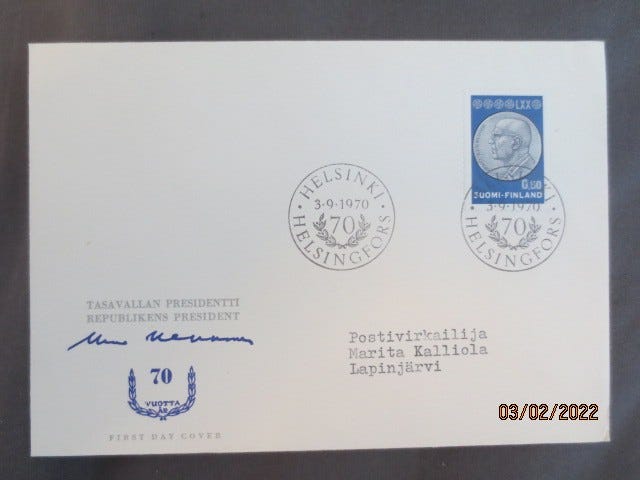 LXX
0,50
SUOMI-FINLAND
HELSINKI
3·9·1970
70
HELSINGFORS
HELSINKI
3·9·1970
70
HELSINGFORS
TASAVALLAN PRESIDENTTI
REPUBLIKENS PRESIDENT
Postivirkailija
Marita Kalliola
Lapinjärvi
70
VUOTTA
ÅR
FIRST DAY COVER
03/02/2022